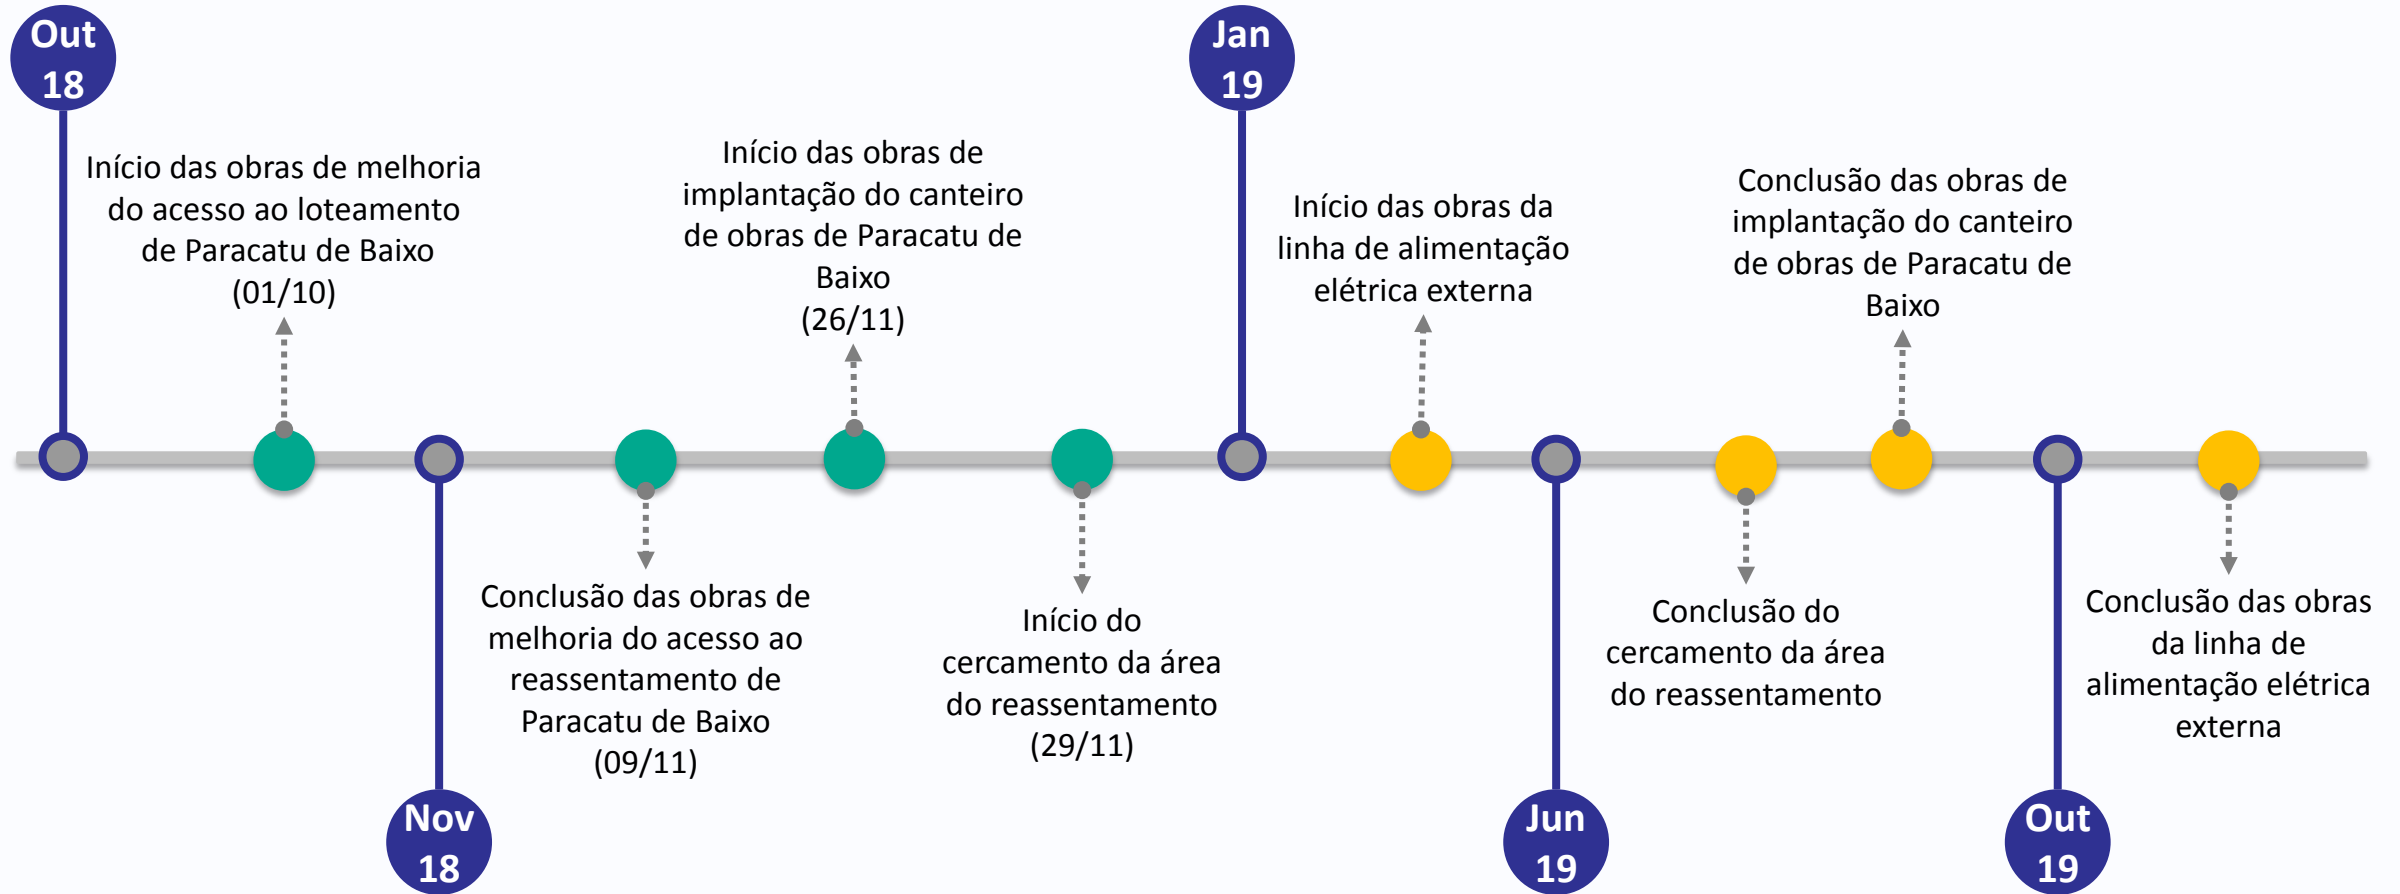 Out
18
Início das obras de melhoria
do acesso ao loteamento
de Paracatu de Baixo
(01/10)
Nov
18
Conclusão das obras de
melhoria do acesso ao
reassentamento de
Paracatu de Baixo
(09/11)
Início das obras de
implantação do canteiro
de obras de Paracatu de
Baixo
(26/11)
Início do
cercamento da área
do reassentamento
(29/11)
Jan
19
Início das obras da
linha de alimentação
elétrica externa
Jun
19
Conclusão do
cercamento da área
do reassentamento
Conclusão das obras de
implantação do canteiro
de obras de Paracatu de
Baixo
Out
19
Conclusão das obras
da linha de
alimentação elétrica
externa